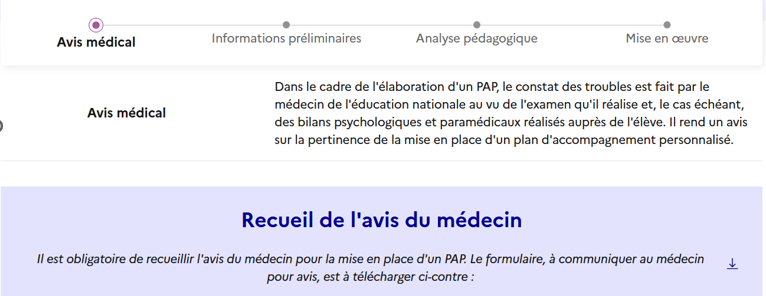 Avis médical
Informations préliminaires
Analyse pédagogique
Mise en œuvre
Avis médical
Dans le cadre de l'élaboration d'un PAP, le constat des troubles est fait par le
médecin de l'éducation nationale au vu de l'examen qu'il réalise et, le cas échéant,
des bilans psychologiques et paramédicaux réalisés auprès de l'élève. Il rend un avis
sur la pertinence de la mise en place d'un plan d'accompagnement personnalisé.
Recueil de l'avis du médecin
Il est obligatoire de recueillir l'avis du médecin pour la mise en place d'un PAP. Le formulaire, à communiquer au médecin
pour avis, est à télécharger ci-contre :